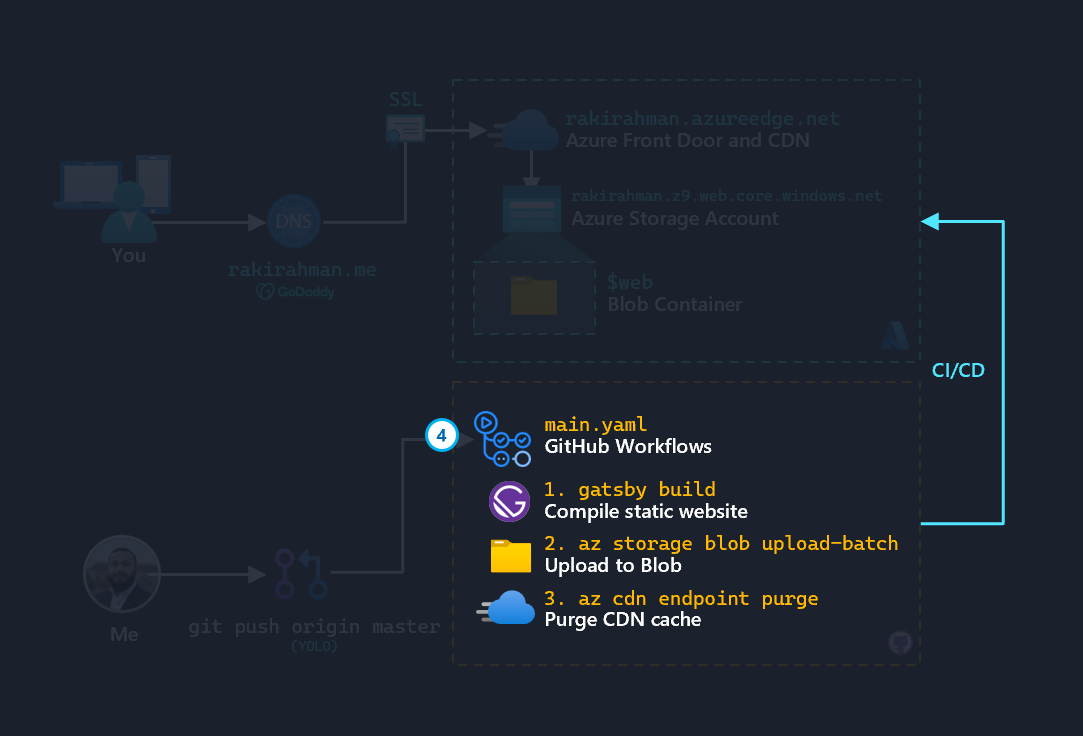 SSL
rakirahman.azureedge.net
Azure Front Door and CDN
rakirahman.z9.web.core.windows.net
Azure Storage Account
DNS
You
rakirahman.me
GoDaddy
$web
Blob Container
CI/CD
4
main.yaml
GitHub Workflows
1. gatsby build
Compile static website
2. az storage blob upload-batch
Upload to Blob
3. az cdn endpoint purge
Purge CDN cache
Me
git push origin master
(YOLO)